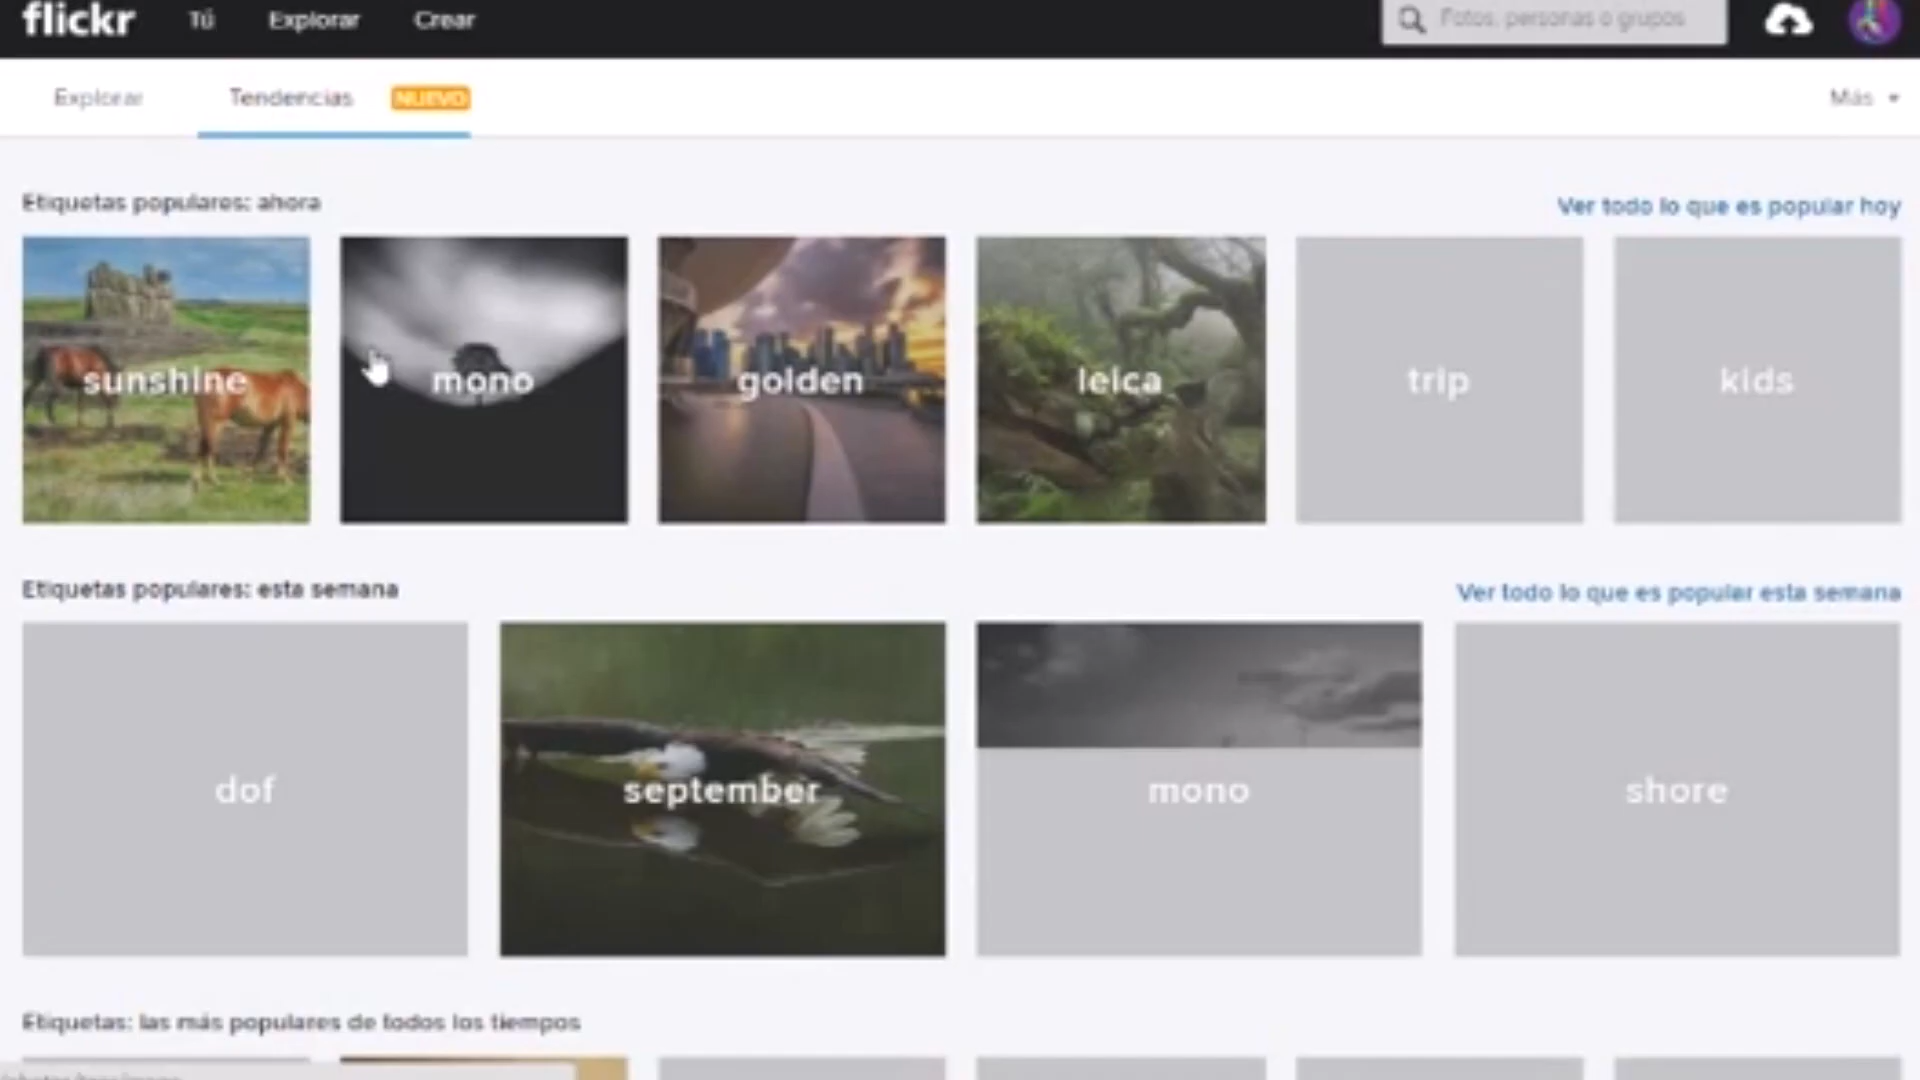 flickr Tú Explorar Crear Fotos, personas o grupos
Explorar Tendencias NUEVO Más
Etiquetas populares: ahora Ver todo lo que es popular hoy
sunshine mono golden leica trip kids
Etiquetas populares: esta semana Ver todo lo que es popular esta semana
dof september mono shore
Etiquetas: las más populares de todos los tiempos